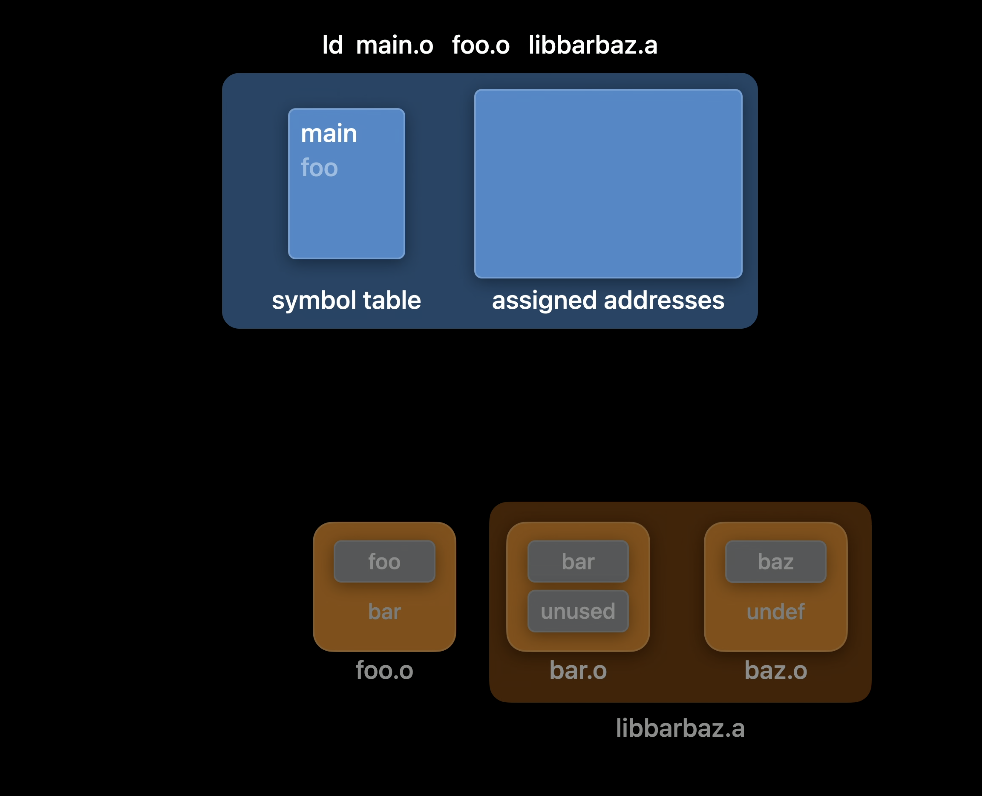 ld main.o foo.o libbarbaz.a
main
foo
symbol table
assigned addresses
foo
bar
foo.o
bar
unused
bar.o
baz
undef
baz.o
libbarbaz.a